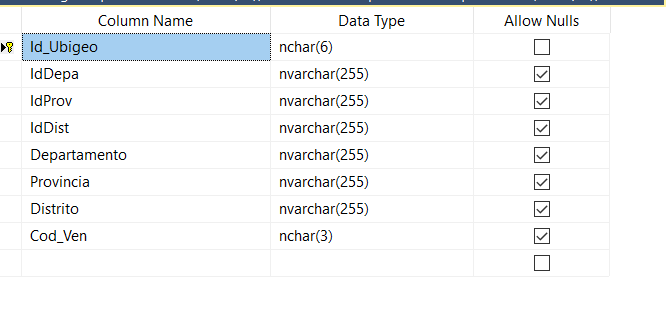 Column Name Data Type Allow Nulls
Id_Ubigeo nchar(6)
IdDepa nvarchar(255)
IdProv nvarchar(255)
IdDist nvarchar(255)
Departamento nvarchar(255)
Provincia nvarchar(255)
Distrito nvarchar(255)
Cod_Ven nchar(3)